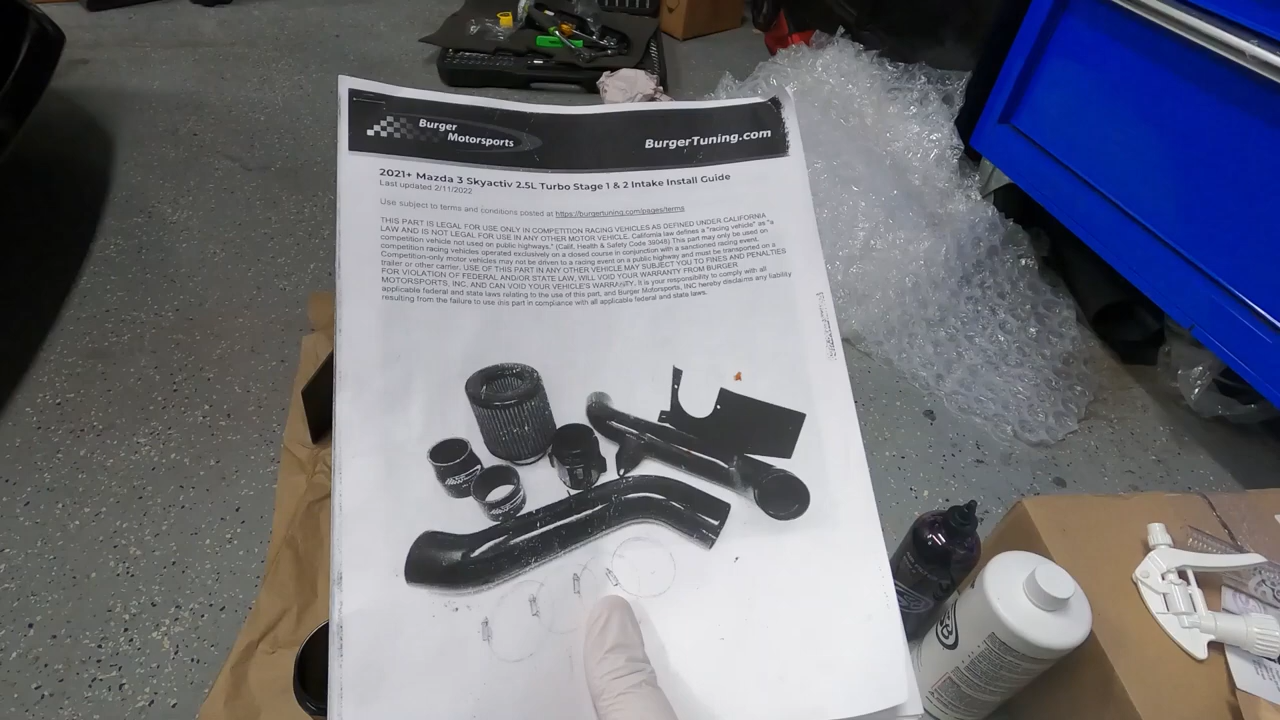 Burger
Motorsports
BurgerTuning.com
2021+ Mazda 3 Skyactiv 2.5L Turbo Stage 1 & 2 Intake Install Guide
Last updated 2/11/2022
Use subject to terms and conditions posted at https://burgertuning.com/pages/terms
THIS PART IS LEGAL FOR USE ONLY IN COMPETITION RACING VEHICLES AS DEFINED UNDER CALIFORNIA
LAW AND IS NOT LEGAL FOR USE IN ANY OTHER MOTOR VEHICLE. California law defines a "racing vehicle" as "a
competition vehicle not used on public highways." (Calif. Health & Safety Code 39048) This part may only be used on
competition racing vehicles operated exclusively on a closed course in conjunction with a sanctioned racing event.
Competition-only motor vehicles may not be driven to a racing event on a public highway and must be transported on a
trailer or other carrier. USE OF THIS PART IN ANY OTHER VEHICLE MAY SUBJECT YOU TO FINES AND PENALTIES
FOR VIOLATION OF FEDERAL AND/OR STATE LAW, WILL VOID YOUR WARRANTY FROM BURGER
MOTORSPORTS, INC. AND CAN VOID YOUR VEHICLE'S WARRANTY. It is your responsibility to comply with all
applicable federal and state laws relating to the use of this part, and Burger Motorsports, INC hereby disclaims any liability
resulting from the failure to use this part in compliance with all applicable federal and state laws.